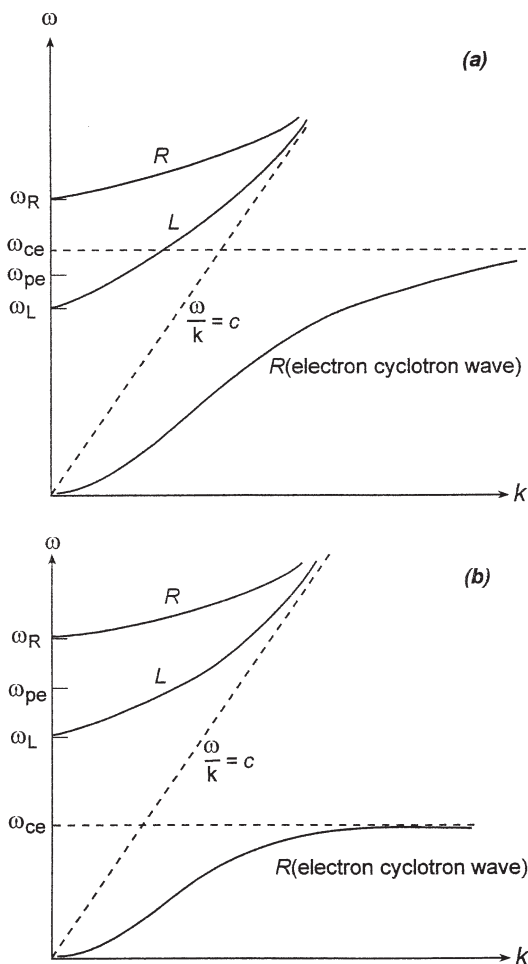 ω
(a)
R
ω_R
L
ω_ce
ω_pe
ω_L
ω/k = c
R(electron cyclotron wave)
k
ω
(b)
R
ω_R
ω_pe
L
ω_L
ω/k = c
ω_ce
R(electron cyclotron wave)
k